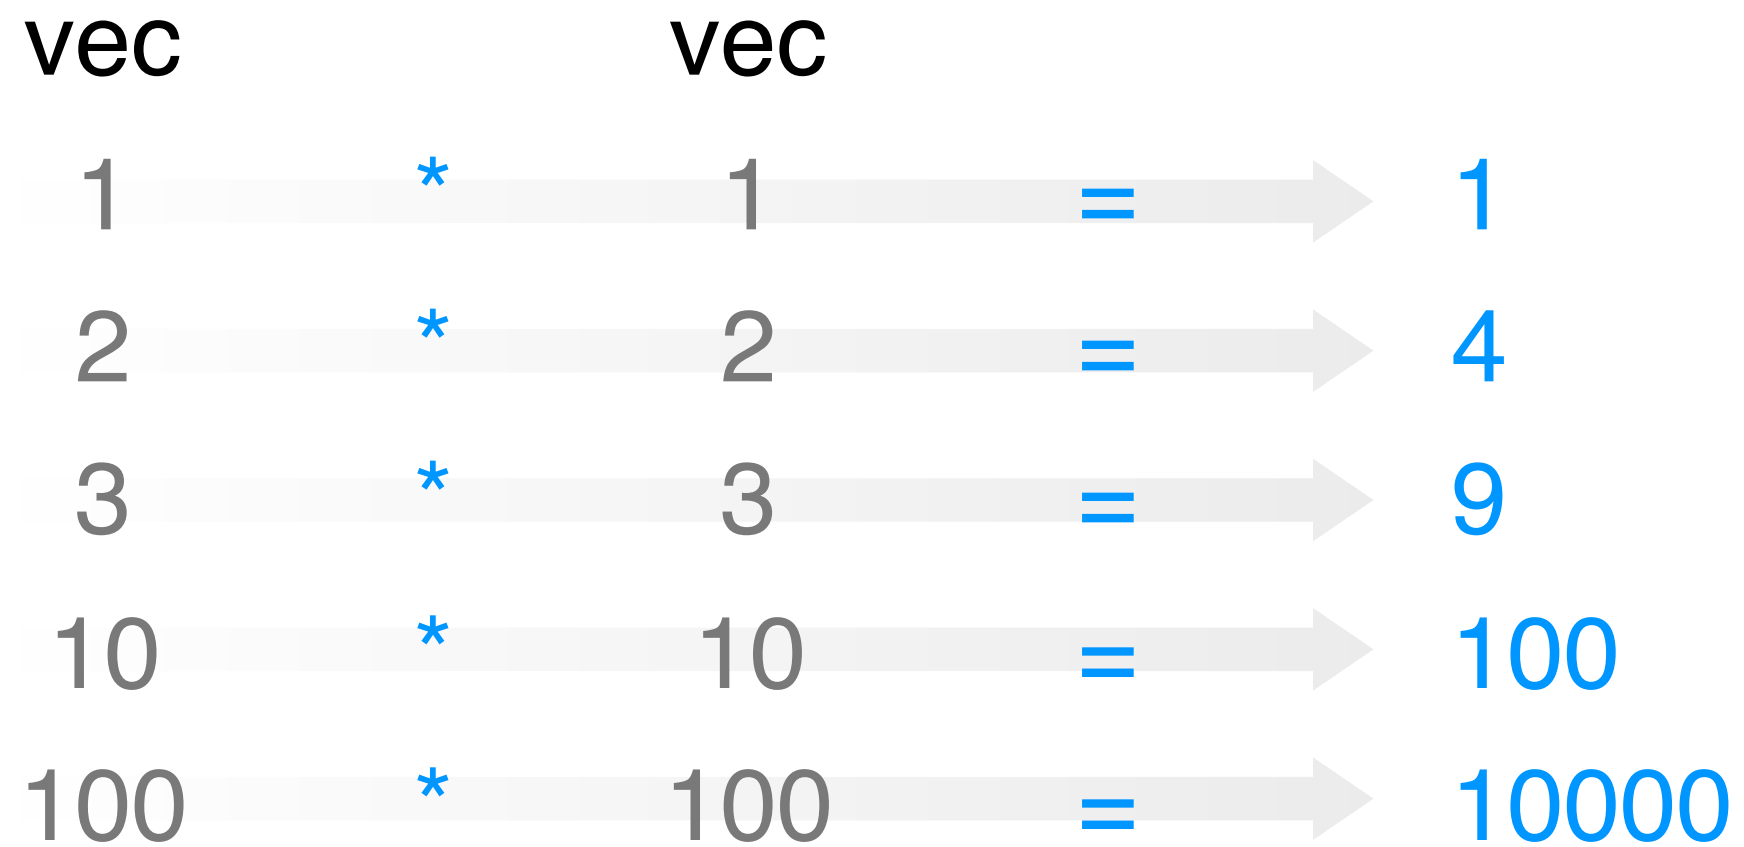 vec vec
1 * 1 = 1
2 * 2 = 4
3 * 3 = 9
10 * 10 = 100
100 * 100 = 10000